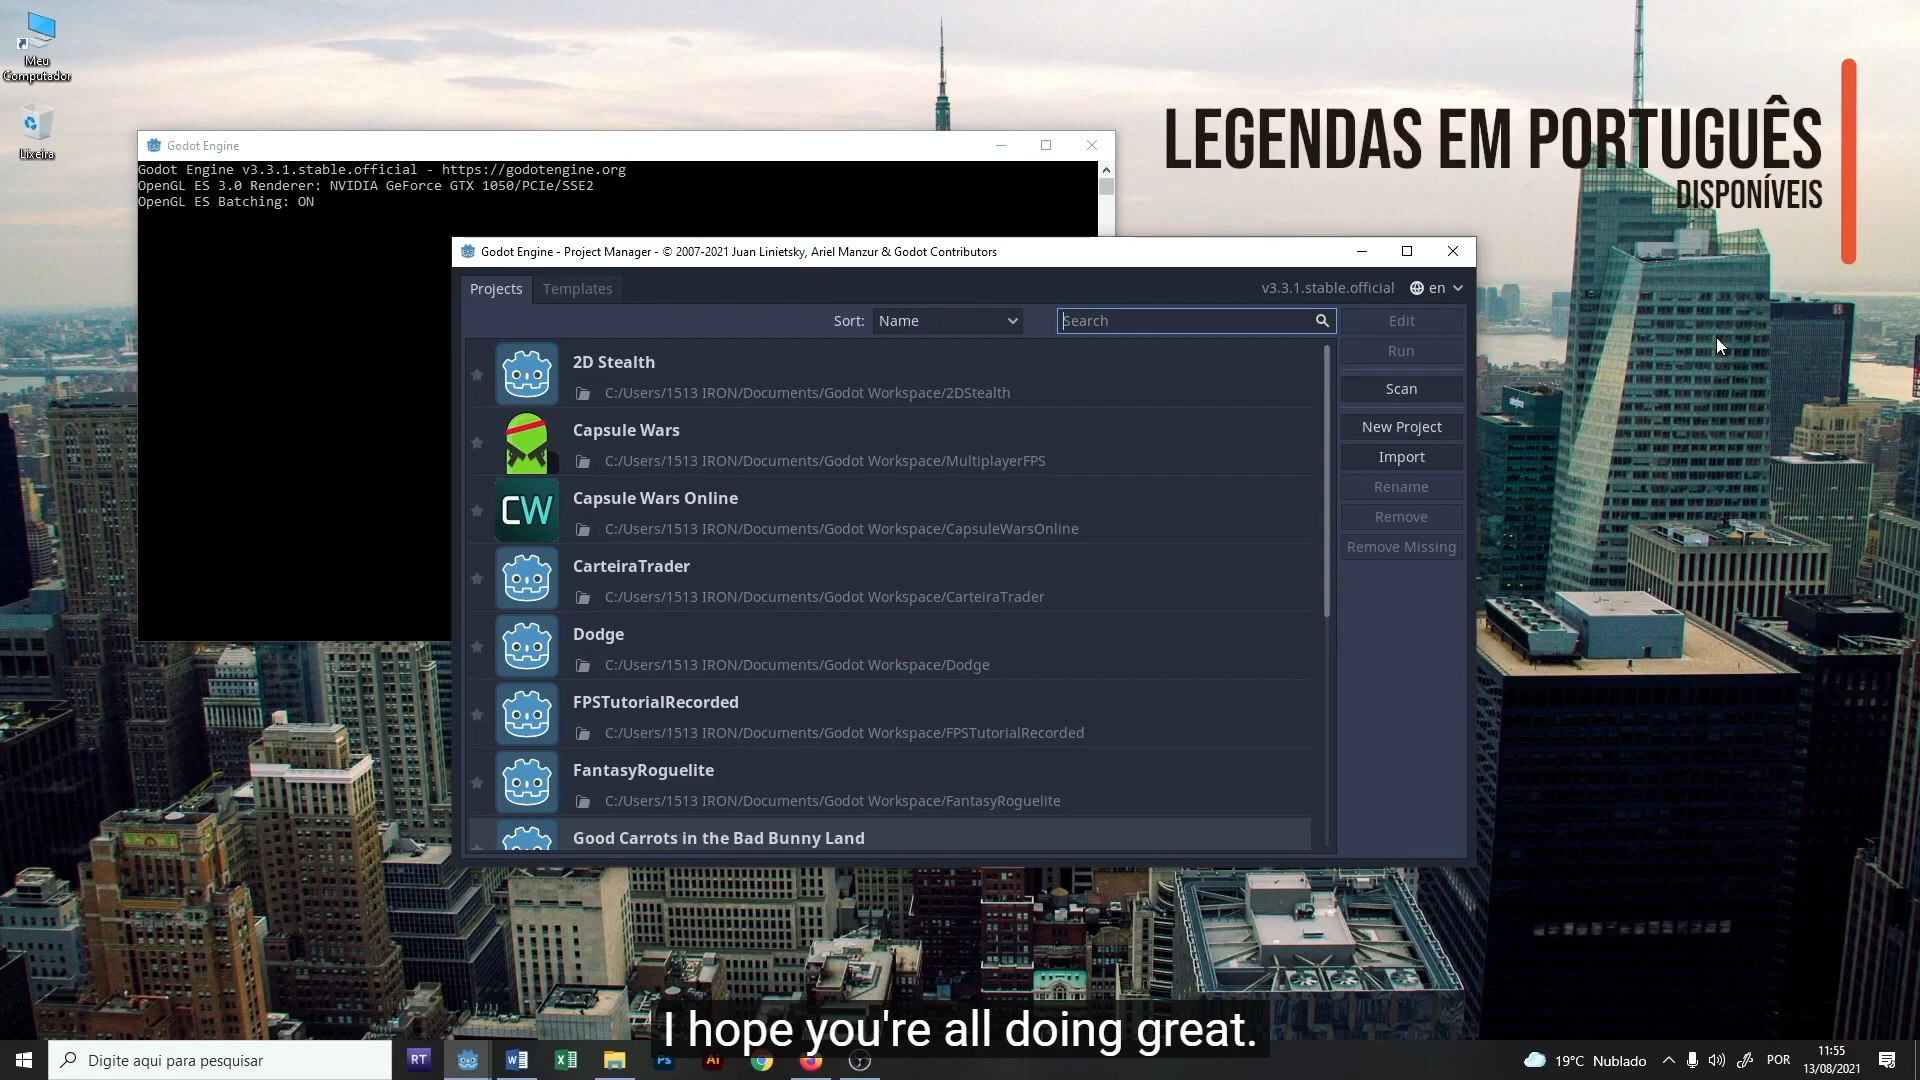 Meu
Computador
Lixeira
LEGENDAS EM PORTUGUÊS
DISPONÍVEIS
Godot Engine
Godot Engine v3.3.1.stable.official - https://godotengine.org
OpenGL ES 3.0 Renderer: NVIDIA GeForce GTX 1050/PCIe/SSE2
OpenGL ES Batching: ON
Godot Engine - Project Manager - © 2007-2021 Juan Linietsky, Ariel Manzur & Godot Contributors
Projects
Templates
v3.3.1.stable.official
en
Sort:
Name
Search
Edit
Run
Scan
New Project
Import
Rename
Remove
Remove Missing
2D Stealth
C:/Users/1513 IRON/Documents/Godot Workspace/2DStealth
Capsule Wars
C:/Users/1513 IRON/Documents/Godot Workspace/MultiplayerFPS
CW
Capsule Wars Online
C:/Users/1513 IRON/Documents/Godot Workspace/CapsuleWarsOnline
CarteiraTrader
C:/Users/1513 IRON/Documents/Godot Workspace/CarteiraTrader
Dodge
C:/Users/1513 IRON/Documents/Godot Workspace/Dodge
FPSTutorialRecorded
C:/Users/1513 IRON/Documents/Godot Workspace/FPSTutorialRecorded
FantasyRoguelite
C:/Users/1513 IRON/Documents/Godot Workspace/FantasyRoguelite
Good Carrots in the Bad Bunny Land
I hope you're all doing great.
Digite aqui para pesquisar
RT
Ps
Ai
19°C Nublado
POR
11:55
13/08/2021